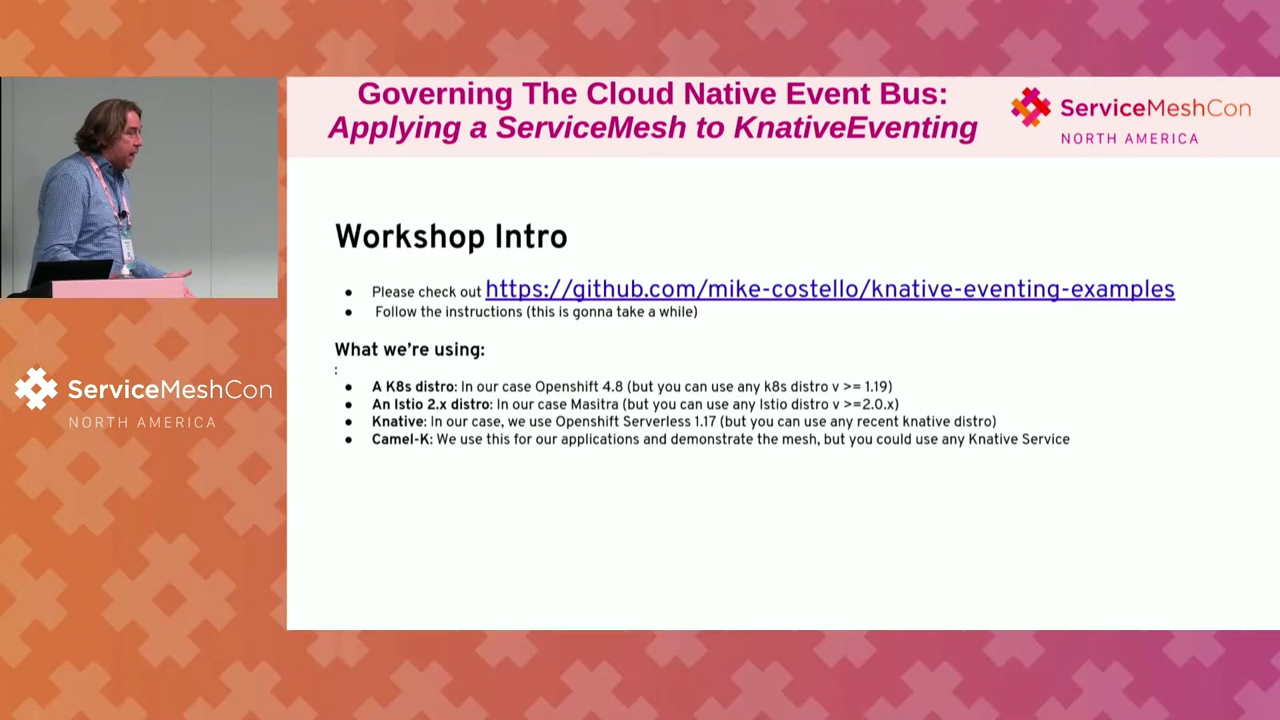 Governing The Cloud Native Event Bus:
Applying a ServiceMesh to KnativeEventing
ServiceMeshCon
NORTH AMERICA
Workshop Intro
● Please check out https://github.com/mike-costello/knative-eventing-examples
● Follow the instructions (this is gonna take a while)
What we're using:
:
● A K8s distro: In our case Openshift 4.8 (but you can use any k8s distro v >= 1.19)
● An Istio 2.x distro: In our case Masitra (but you can use any Istio distro v >=2.0.x)
● Knative: In our case, we use Openshift Serverless 1.17 (but you can use any recent knative distro)
● Camel-K: We use this for our applications and demonstrate the mesh, but you could use any Knative Service
ServiceMeshCon
NORTH AMERICA